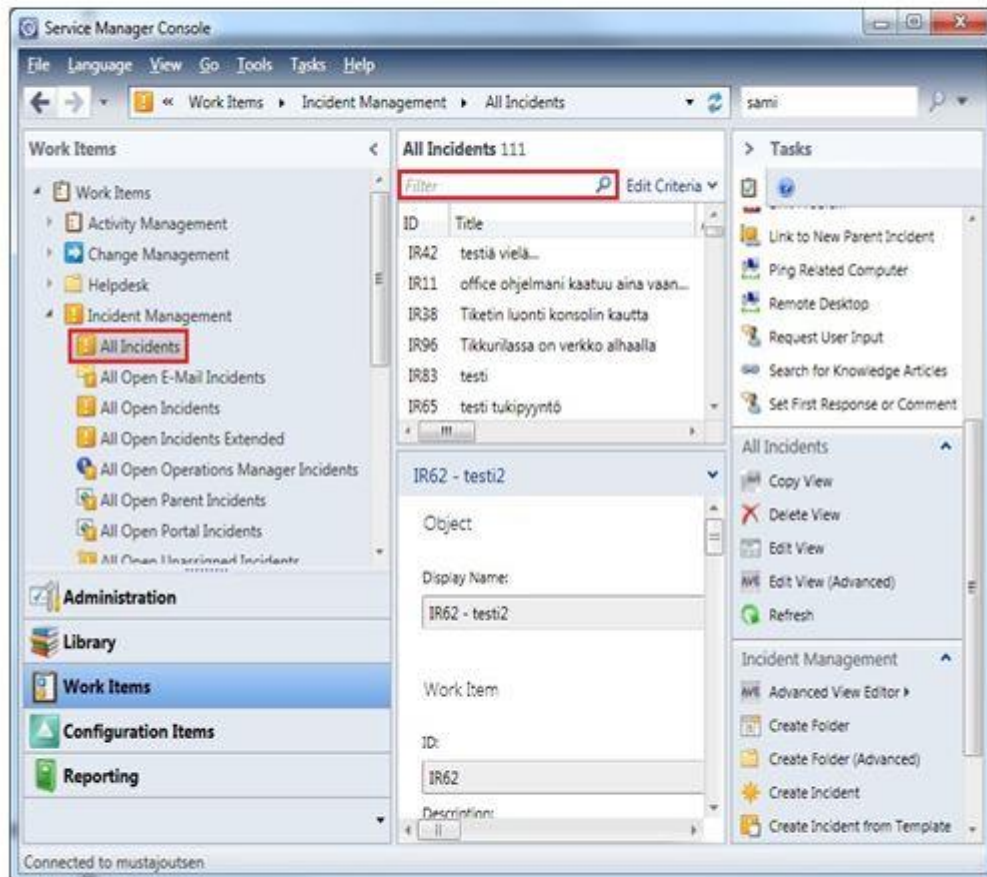 Service Manager Console
File Language View Go Tools Tasks Help
« Work Items ▸ Incident Management ▸ All Incidents
sami
Work Items
Work Items
Activity Management
Change Management
Helpdesk
Incident Management
All Incidents
All Open E-Mail Incidents
All Open Incidents
All Open Incidents Extended
All Open Operations Manager Incidents
All Open Parent Incidents
All Open Portal Incidents
All Open Unassigned Incidents
Administration
Library
Work Items
Configuration Items
Reporting
All Incidents 111
Filter Edit Criteria
ID Title
IR42 testiä vielä...
IR11 office ohjelmani kaatuu aina vaan...
IR38 Tiketin luonti konsolin kautta
IR96 Tikkurilassa on verkko alhaalla
IR83 testi
IR65 testi tukipyyntö
IR62 - testi2
Object
Display Name:
IR62 - testi2
Work Item
ID:
IR62
Description:
Tasks
Link to New Parent Incident
Ping Related Computer
Remote Desktop
Request User Input
Search for Knowledge Articles
Set First Response or Comment
All Incidents
Copy View
Delete View
Edit View
Edit View (Advanced)
Refresh
Incident Management
Advanced View Editor ▸
Create Folder
Create Folder (Advanced)
Create Incident
Create Incident from Template
Connected to mustajoutsen